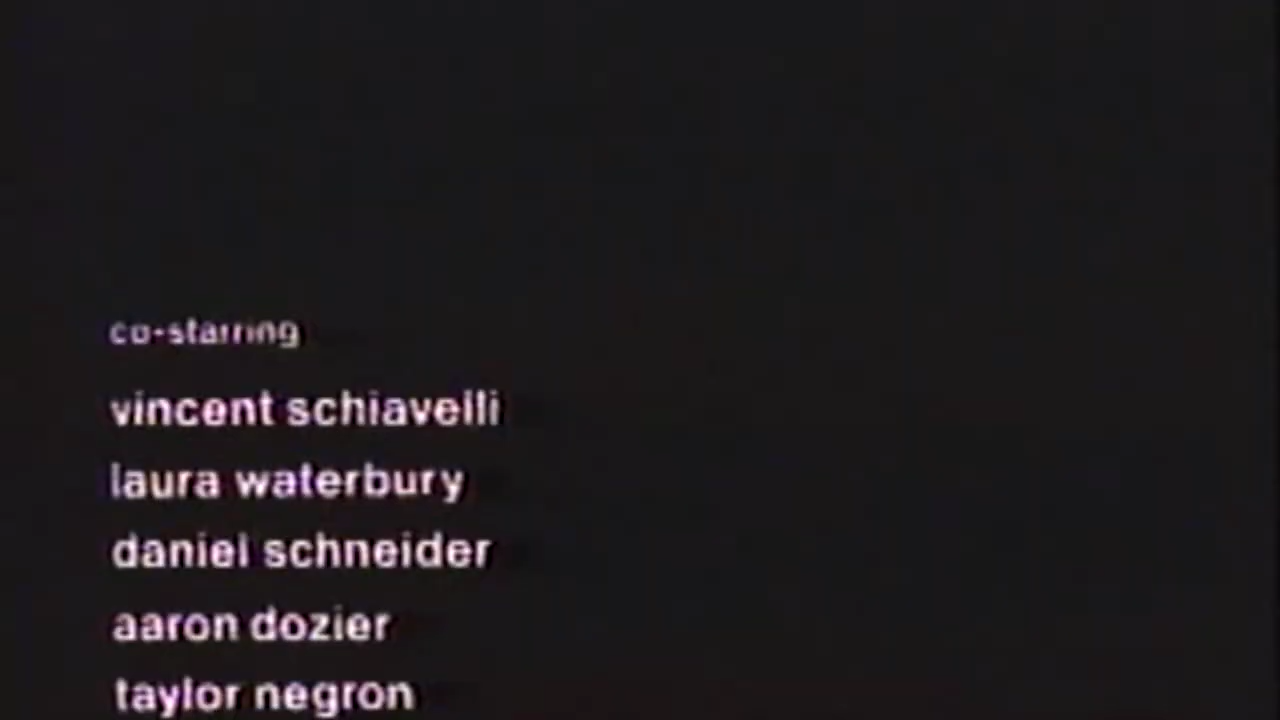 co-starring
vincent schiavelli
laura waterbury
daniel schneider
aaron dozier
taylor negron